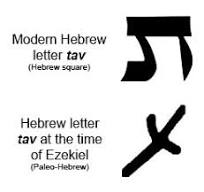 Modern Hebrew
letter tav
(Hebrew square)
ת
Hebrew letter
tav at the time
of Ezekiel
(Paleo-Hebrew)
𐤕